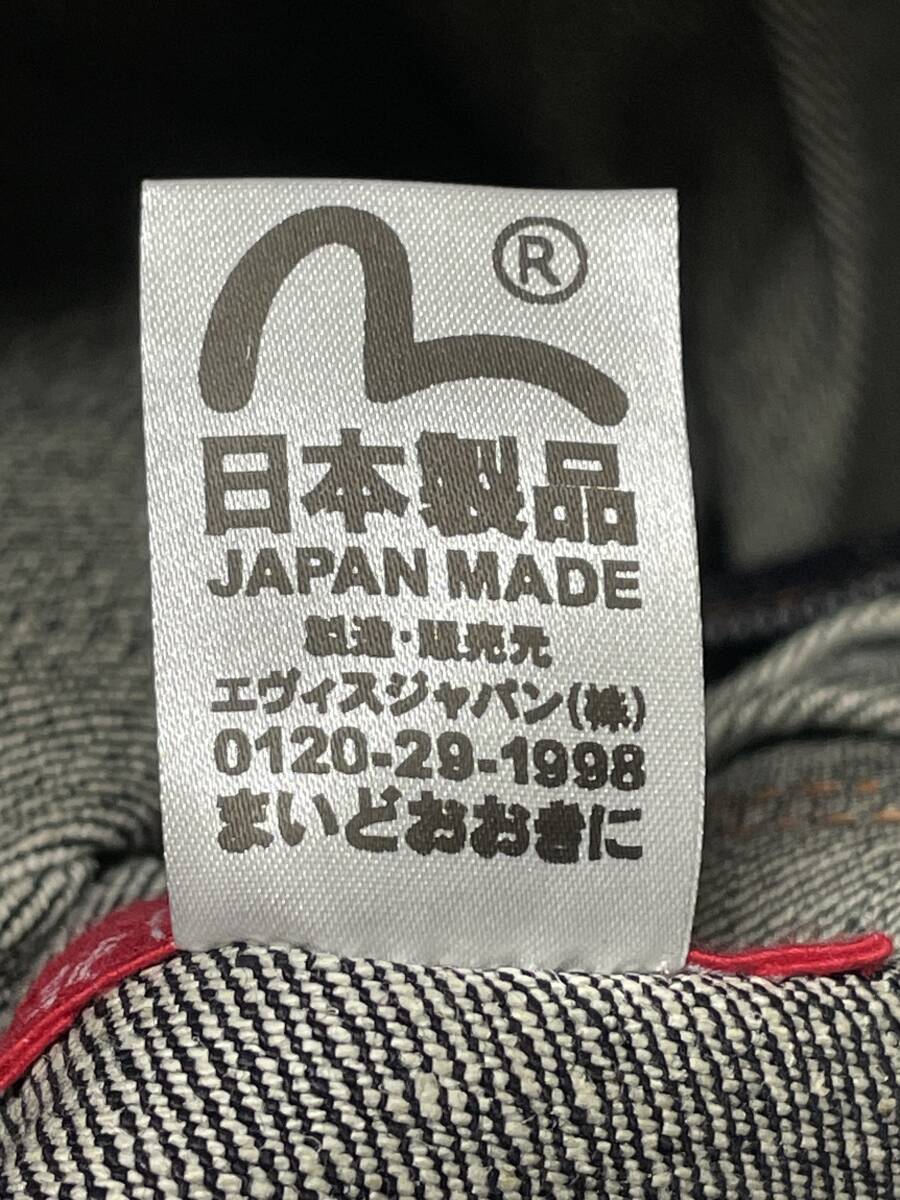 ®
日本製品
JAPAN MADE
製造・販売元
エヴィスジャパン(株)
0120-29-1998
まいどおおきに